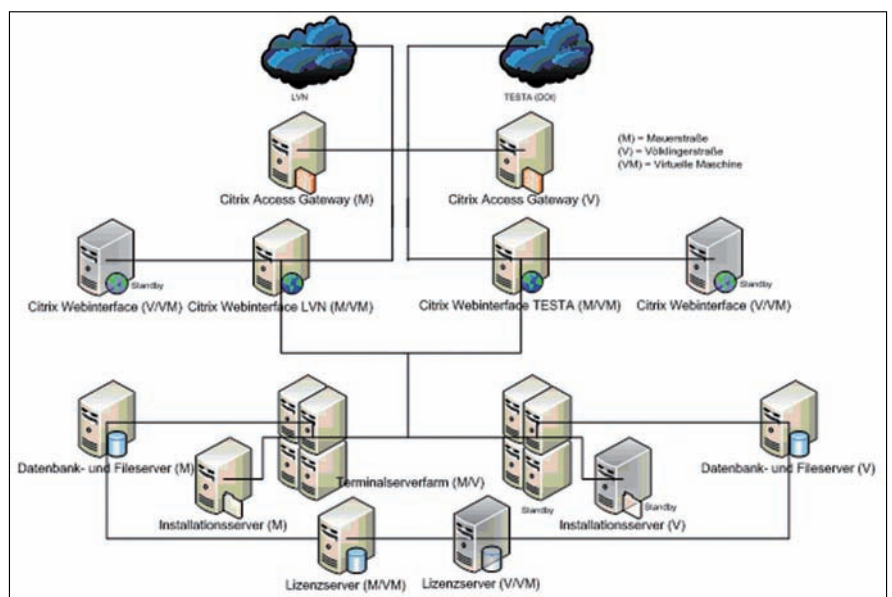 LVN
TESTA (DOI)
(M) = Mauerstraße
(V) = Völklingerstraße
(VM) = Virtuelle Maschine
Citrix Access Gateway (M)
Citrix Access Gateway (V)
Standby
Standby
Citrix Webinterface (V/VM)
Citrix Webinterface LVN (M/VM)
Citrix Webinterface TESTA (M/VM)
Citrix Webinterface (V/VM)
Datenbank- und Fileserver (M)
Terminalserverfarm (M/V)
Datenbank- und Fileserver (V)
Standby
Standby
Installationsserver (M)
Installationsserver (V)
Lizenzserver (M/VM)
Lizenzserver (V/VM)